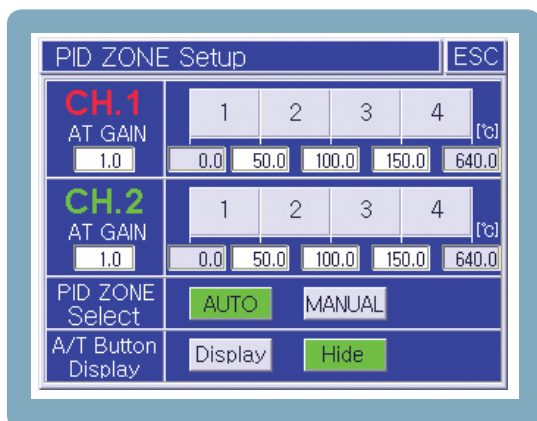 PID ZONE Setup ESC
CH.1
AT GAIN
1.0
1 2 3 4
[℃]
0.0 50.0 100.0 150.0 640.0
CH.2
AT GAIN
1.0
1 2 3 4
[℃]
0.0 50.0 100.0 150.0 640.0
PID ZONE
Select
AUTO MANUAL
A/T Button
Display
Display Hide